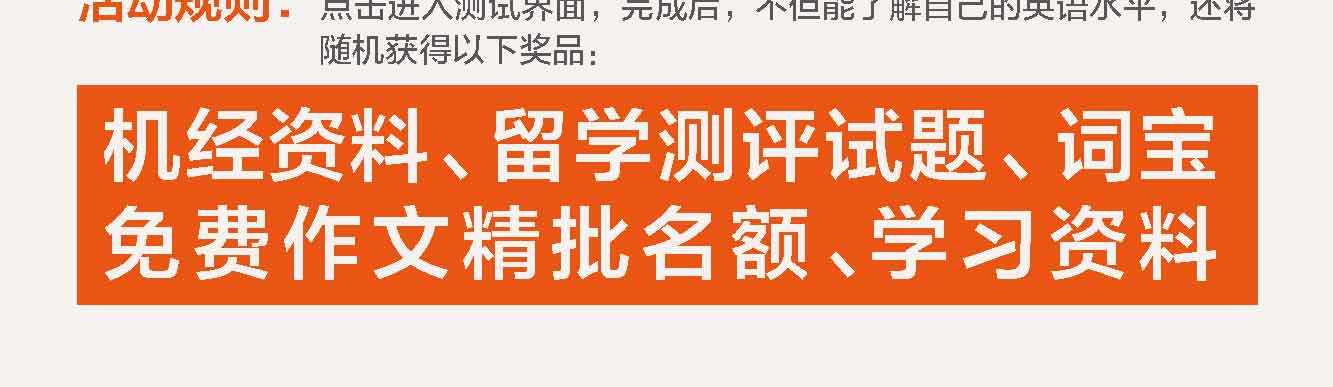 活动规则：点击进入测试界面，完成后，不但能了解自己的英语水平，还将
随机获得以下奖品：
机经资料、留学测评试题、词宝
免费作文精批名额、学习资料